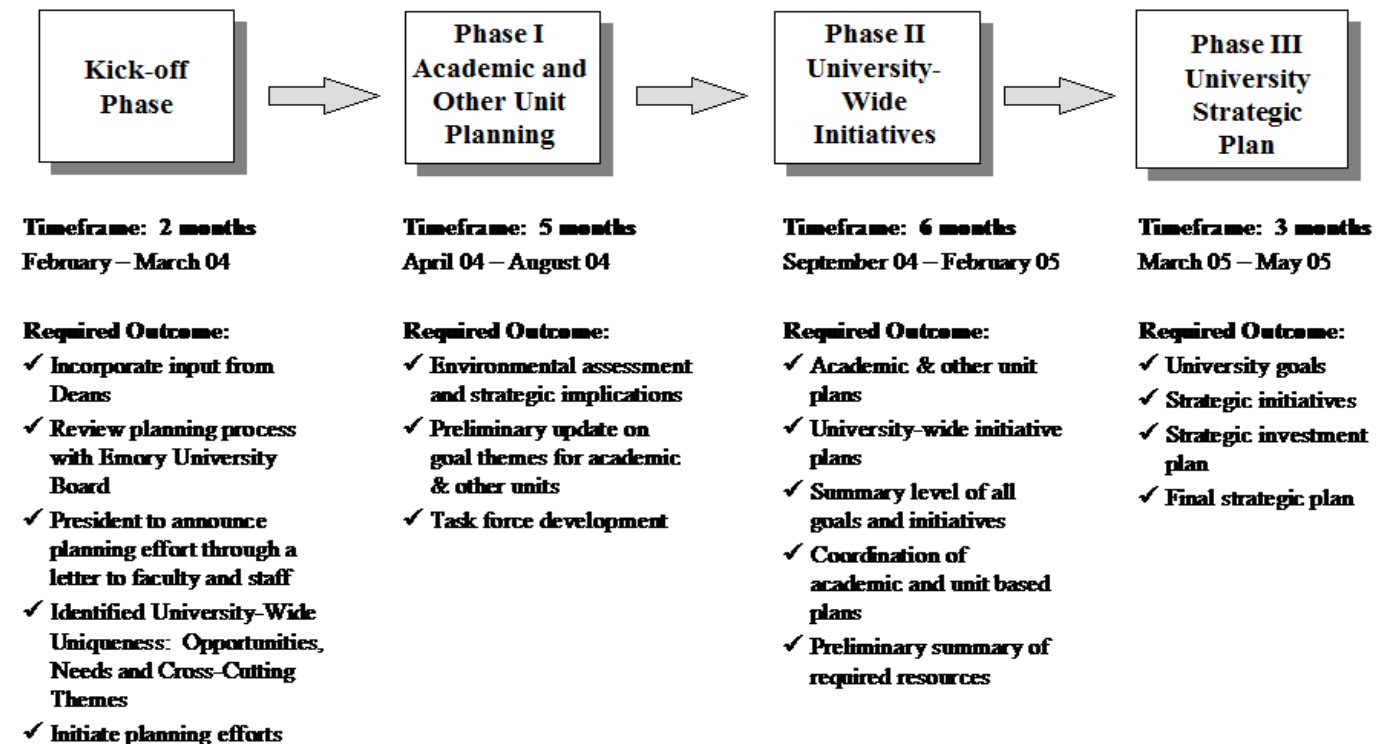 Kick-off
Phase
Phase I
Academic and
Other Unit
Planning
Phase II
University-
Wide
Initiatives
Phase III
University
Strategic
Plan
Timeframe: 2 months
February – March 04
Required Outcome:
✓ Incorporate input from
Deans
✓ Review planning process
with Emory University
Board
✓ President to announce
planning effort through a
letter to faculty and staff
✓ Identified University-Wide
Uniqueness: Opportunities,
Needs and Cross-Cutting
Themes
✓ Initiate planning efforts
Timeframe: 5 months
April 04 – August 04
Required Outcome:
✓ Environmental assessment
and strategic implications
✓ Preliminary update on
goal themes for academic
& other units
✓ Task force development
Timeframe: 6 months
September 04 – February 05
Required Outcome:
✓ Academic & other unit
plans
✓ University-wide initiative
plans
✓ Summary level of all
goals and initiatives
✓ Coordination of
academic and unit based
plans
✓ Preliminary summary of
required resources
Timeframe: 3 months
March 05 – May 05
Required Outcome:
✓ University goals
✓ Strategic initiatives
✓ Strategic investment
plan
✓ Final strategic plan